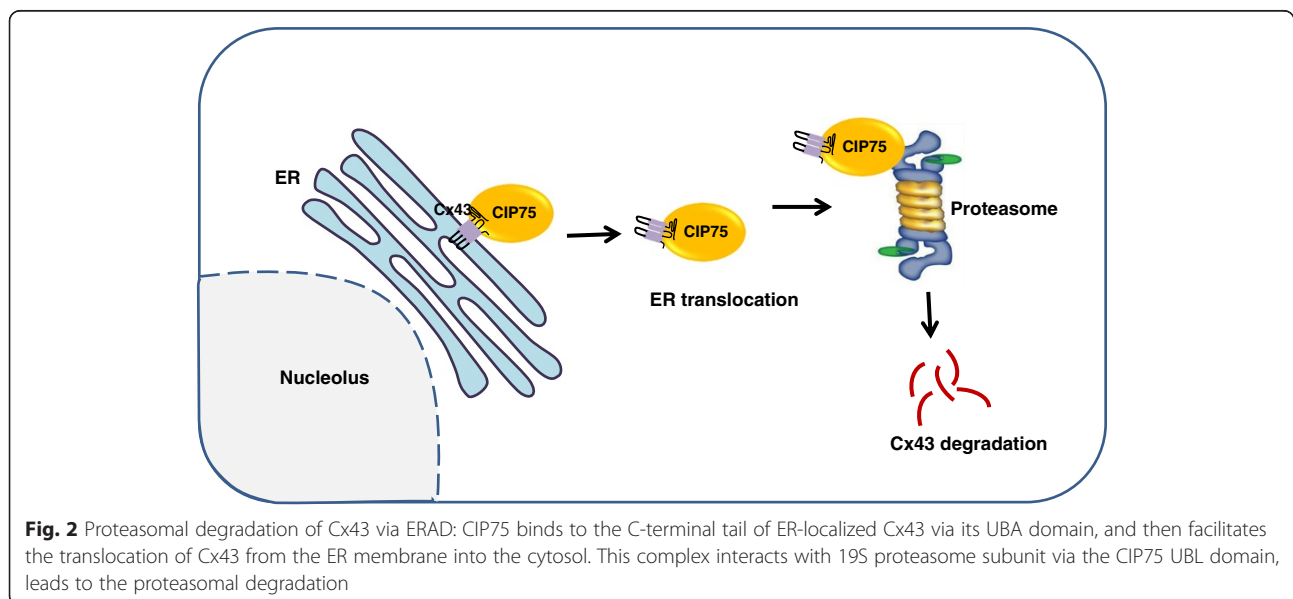 ER
Cx43
CIP75
CIP75
ER translocation
CIP75
Proteasome
Cx43 degradation
Nucleolus
Fig. 2 Proteasomal degradation of Cx43 via ERAD: CIP75 binds to the C-terminal tail of ER-localized Cx43 via its UBA domain, and then facilitates
the translocation of Cx43 from the ER membrane into the cytosol. This complex interacts with 19S proteasome subunit via the CIP75 UBL domain,
leads to the proteasomal degradation